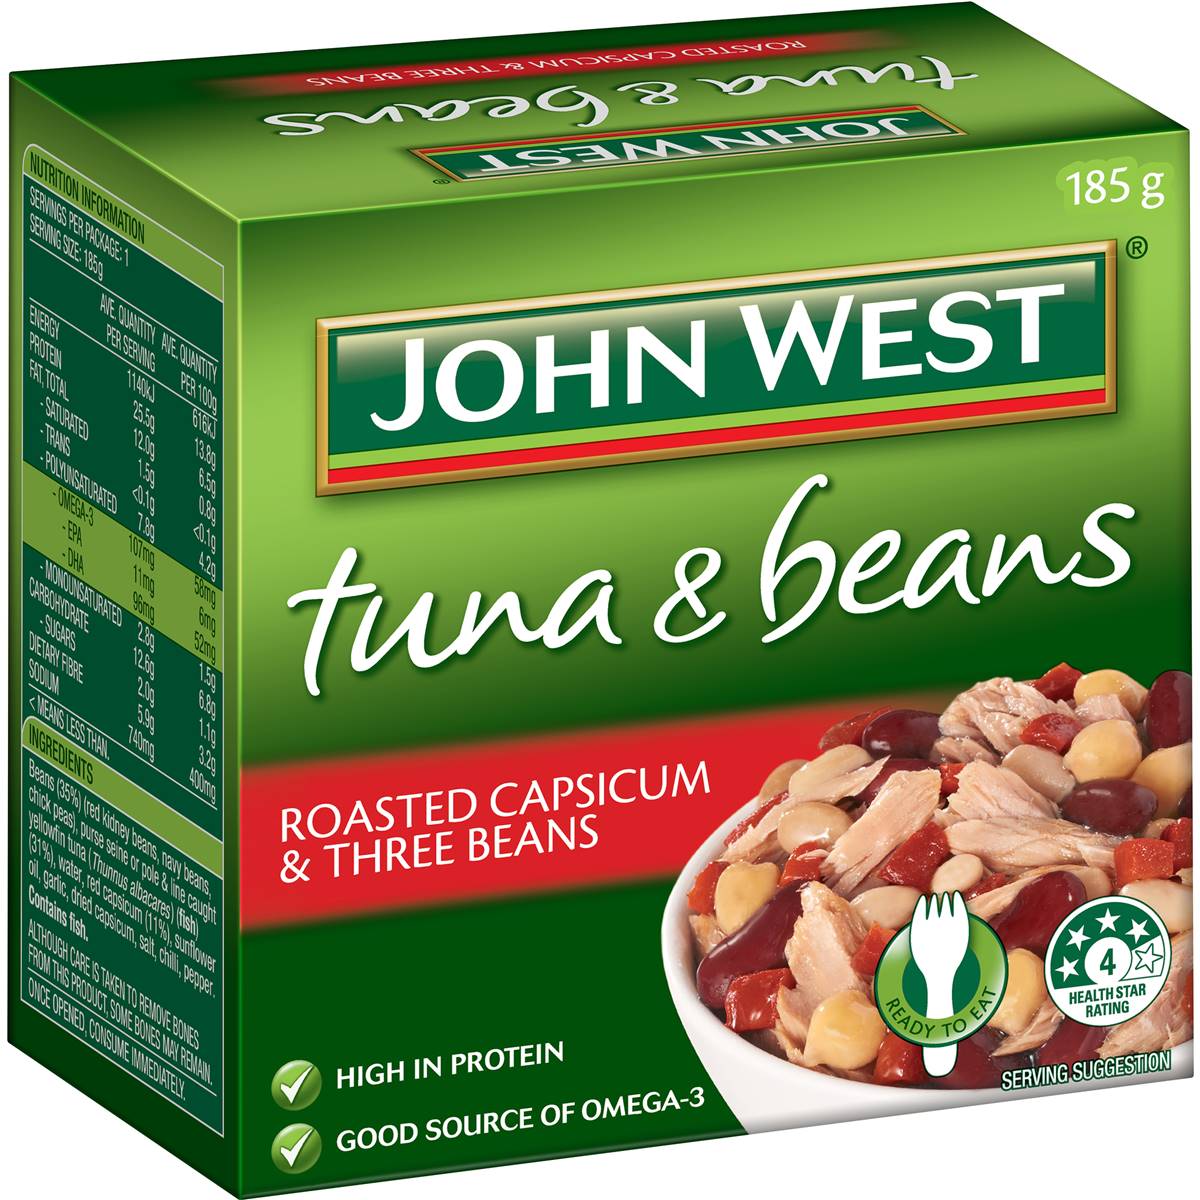 ROASTED CAPSICUM & THREE BEANS
tuna & beans
JOHN WEST
®
185 g
JOHN WEST
®
tuna & beans
ROASTED CAPSICUM
& THREE BEANS
HIGH IN PROTEIN
GOOD SOURCE OF OMEGA-3
READY TO EAT
4
HEALTH STAR
RATING
SERVING SUGGESTION
NUTRITION INFORMATION
SERVINGS PER PACKAGE: 1
SERVING SIZE: 185g
AVE. QUANTITY AVE. QUANTITY
PER SERVING PER 100g
ENERGY 1140kJ 616kJ
PROTEIN 25.5g 13.8g
FAT, TOTAL 12.0g 6.5g
- SATURATED 1.5g 0.8g
- TRANS <0.1g <0.1g
- POLYUNSATURATED 7.8g 4.2g
- OMEGA-3 107mg 58mg
- EPA 11mg 6mg
- DHA 96mg 52mg
- MONOUNSATURATED 2.8g 1.5g
CARBOHYDRATE 12.6g 6.8g
- SUGARS 2.0g 1.1g
DIETARY FIBRE 5.9g 3.2g
SODIUM 740mg 400mg
< MEANS LESS THAN.
INGREDIENTS
Beans (35%) (red kidney beans, navy beans,
chick peas), purse seine or pole & line caught
yellowfin tuna (Thunnus albacares) (fish)
(31%), water, red capsicum (11%), sunflower
oil, garlic, dried capsicum, salt, chilli, pepper.
Contains fish.
ALTHOUGH CARE IS TAKEN TO REMOVE BONES
FROM THIS PRODUCT, SOME BONES MAY REMAIN.
ONCE OPENED, CONSUME IMMEDIATELY.